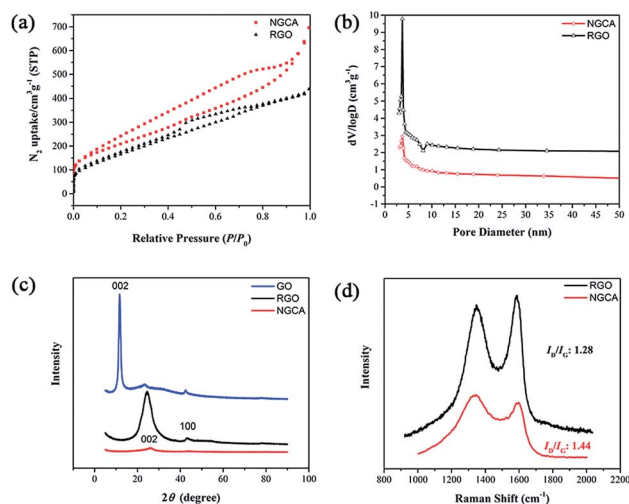 (a)
NGCA
RGO
N2 uptake/cm3g-1 (STP)
700
600
500
400
300
200
100
0
0.0
0.2
0.4
0.6
0.8
1.0
Relative Pressure (P/P0)
(b)
NGCA
RGO
dV/logD (cm3g-1)
10
9
8
7
6
5
4
3
2
1
0
-1
0
5
10
15
20
25
30
35
40
45
50
Pore Diameter (nm)
(c)
GO
RGO
NGCA
002
002
100
Intensity
0
20
40
60
80
100
2θ (degree)
(d)
RGO
NGCA
ID/IG: 1.28
ID/IG: 1.44
Intensity
800
1000
1200
1400
1600
1800
2000
2200
Raman Shift (cm-1)